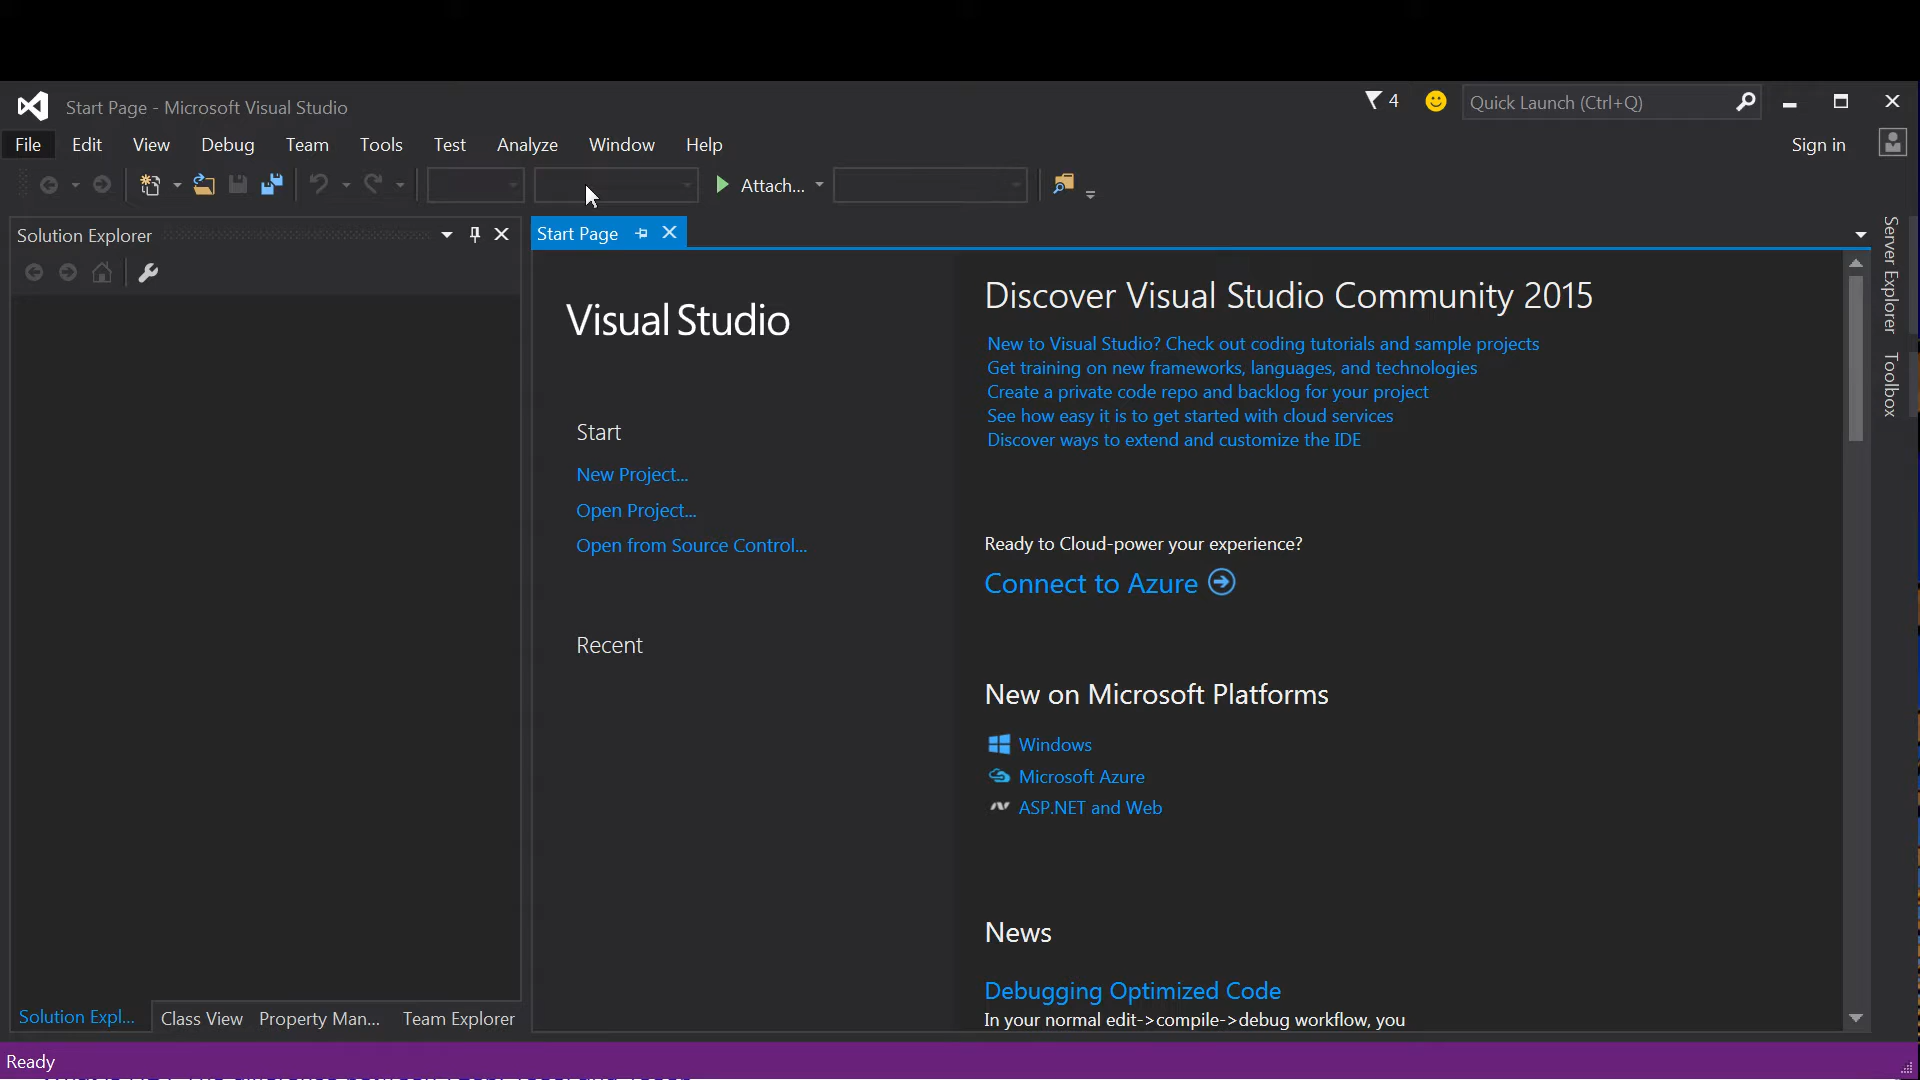 Start Page - Microsoft Visual Studio
4
Quick Launch (Ctrl+Q)
File Edit View Debug Team Tools Test Analyze Window Help
Sign in
Attach...
Solution Explorer
Start Page
Server Explorer
Toolbox
Visual Studio
Start
New Project...
Open Project...
Open from Source Control...
Recent
Discover Visual Studio Community 2015
New to Visual Studio? Check out coding tutorials and sample projects
Get training on new frameworks, languages, and technologies
Create a private code repo and backlog for your project
See how easy it is to get started with cloud services
Discover ways to extend and customize the IDE
Ready to Cloud-power your experience?
Connect to Azure
New on Microsoft Platforms
Windows
Microsoft Azure
ASP.NET and Web
News
Debugging Optimized Code
In your normal edit->compile->debug workflow, you
Solution Expl... Class View Property Man... Team Explorer
Ready